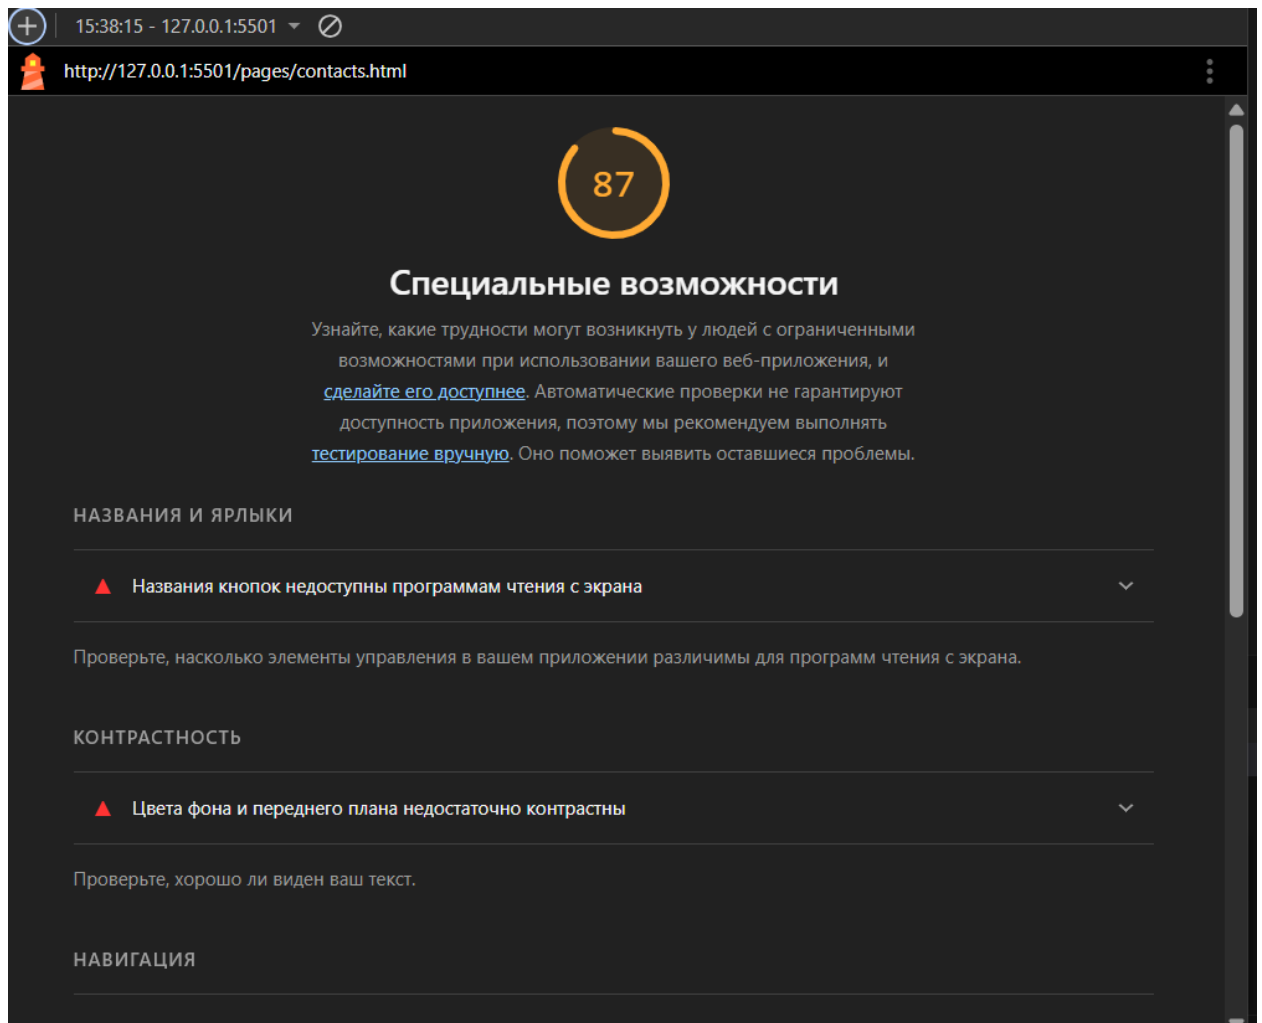 15:38:15 - 127.0.0.1:5501
http://127.0.0.1:5501/pages/contacts.html
87
Специальные возможности
Узнайте, какие трудности могут возникнуть у людей с ограниченными
возможностями при использовании вашего веб-приложения, и
сделайте его доступнее. Автоматические проверки не гарантируют
доступность приложения, поэтому мы рекомендуем выполнять
тестирование вручную. Оно поможет выявить оставшиеся проблемы.
НАЗВАНИЯ И ЯРЛЫКИ
Названия кнопок недоступны программам чтения с экрана
Проверьте, насколько элементы управления в вашем приложении различимы для программ чтения с экрана.
КОНТРАСТНОСТЬ
Цвета фона и переднего плана недостаточно контрастны
Проверьте, хорошо ли виден ваш текст.
НАВИГАЦИЯ